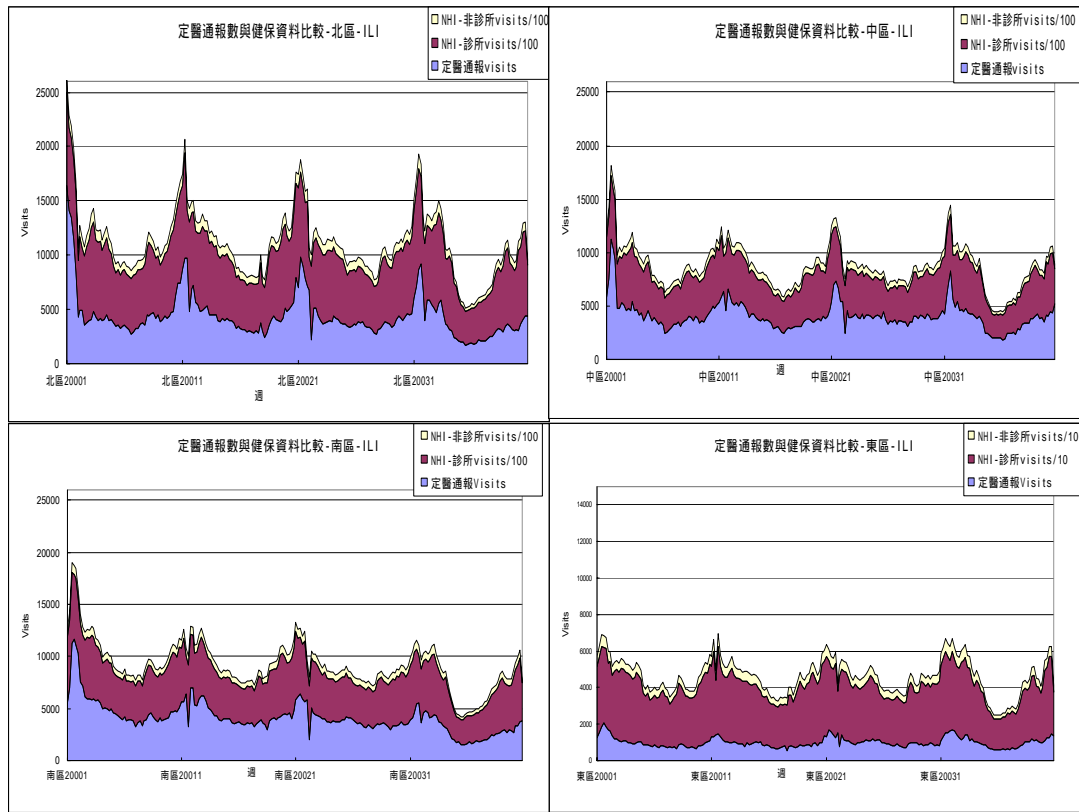 定醫通報數與健保資料比較-北區-ILI
NHI-非診所visits/100
NHI-診所visits/100
定醫通報visits
Visits
25000
20000
15000
10000
5000
0
北區20001
北區20011
北區20021
北區20031
週
定醫通報數與健保資料比較-中區-ILI
NHI-非診所visits/100
NHI-診所visits/100
定醫通報visits
Visits
25000
20000
15000
10000
5000
0
中區20001
中區20011
中區20021
中區20031
週
定醫通報數與健保資料比較-南區-ILI
NHI-非診所visits/100
NHI-診所visits/100
定醫通報Visits
Visits
25000
20000
15000
10000
5000
0
南區20001
南區20011
南區20021
南區20031
週
定醫通報數與健保資料比較-東區-ILI
NHI-非診所visits/10
NHI-診所visits/10
定醫通報visits
Visits
14000
12000
10000
8000
6000
4000
2000
0
東區20001
東區20011
東區20021
東區20031
週